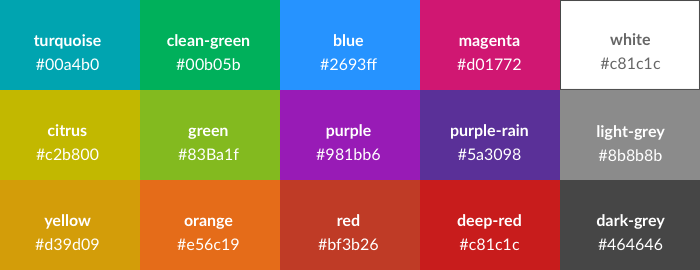 turquoise
#00a4b0
clean-green
#00b05b
blue
#2693ff
magenta
#d01772
white
#c81c1c
citrus
#c2b800
green
#83Ba1f
purple
#981bb6
purple-rain
#5a3098
light-grey
#8b8b8b
yellow
#d39d09
orange
#e56c19
red
#bf3b26
deep-red
#c81c1c
dark-grey
#464646